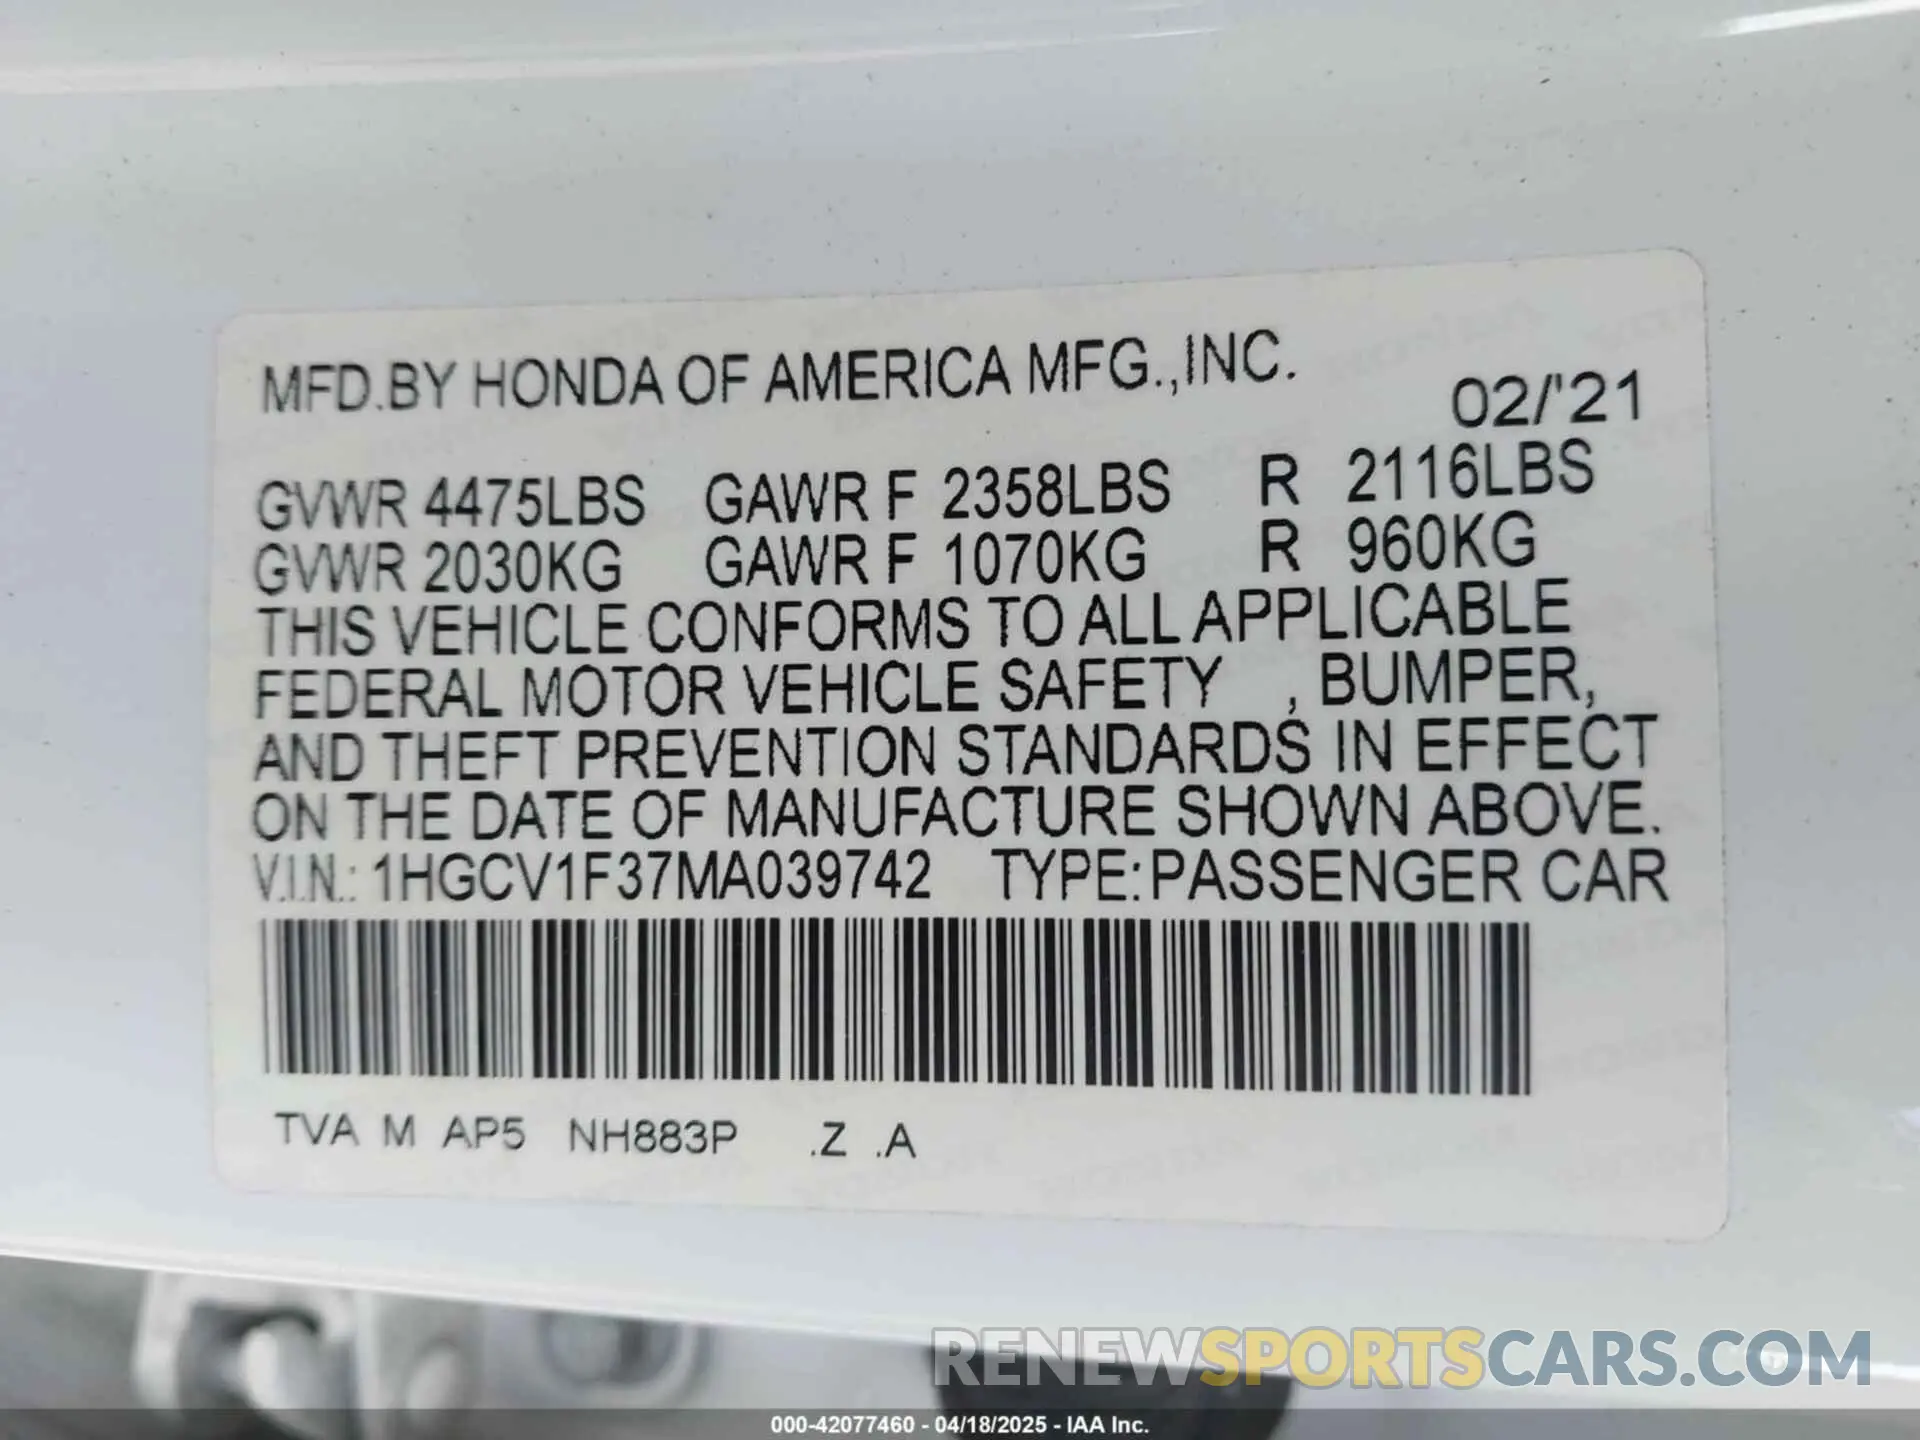 MFD.BY HONDA OF AMERICA MFG.,INC.
02/'21
GVWR 4475LBS GAWR F 2358LBS R 2116LBS
GVWR 2030KG GAWR F 1070KG R 960KG
THIS VEHICLE CONFORMS TO ALL APPLICABLE
FEDERAL MOTOR VEHICLE SAFETY , BUMPER,
AND THEFT PREVENTION STANDARDS IN EFFECT
ON THE DATE OF MANUFACTURE SHOWN ABOVE.
V.I.N.: 1HGCV1F37MA039742 TYPE:PASSENGER CAR
TVA M AP5 NH883P .Z .A
RENEWSPORTSCARS.COM
000-42077460 - 04/18/2025 - IAA Inc.